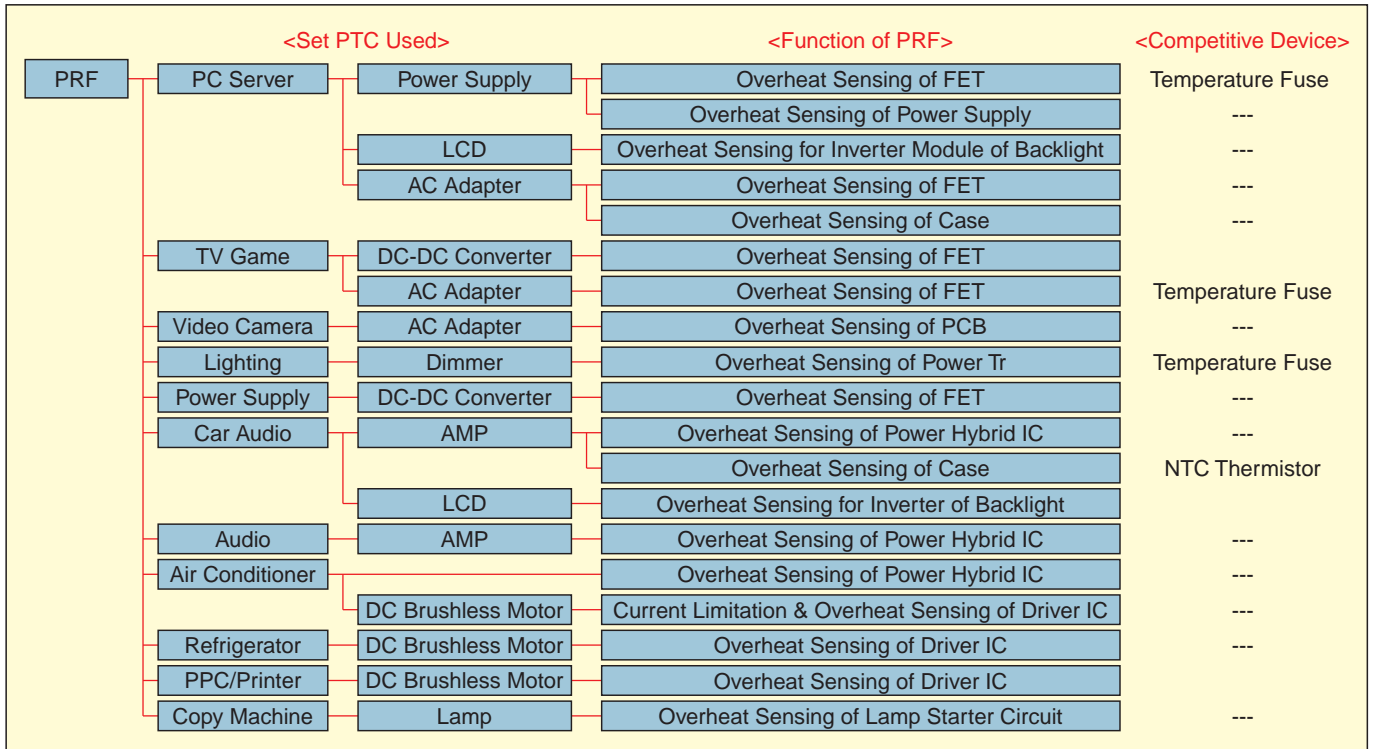 <Set PTC Used> <Function of PRF> <Competitive Device>
PRF PC Server Power Supply Overheat Sensing of FET Temperature Fuse
Overheat Sensing of Power Supply ---
LCD Overheat Sensing for Inverter Module of Backlight ---
AC Adapter Overheat Sensing of FET ---
Overheat Sensing of Case ---
TV Game DC-DC Converter Overheat Sensing of FET
AC Adapter Overheat Sensing of FET Temperature Fuse
Video Camera AC Adapter Overheat Sensing of PCB ---
Lighting Dimmer Overheat Sensing of Power Tr Temperature Fuse
Power Supply DC-DC Converter Overheat Sensing of FET ---
Car Audio AMP Overheat Sensing of Power Hybrid IC ---
Overheat Sensing of Case NTC Thermistor
LCD Overheat Sensing for Inverter of Backlight
Audio AMP Overheat Sensing of Power Hybrid IC ---
Air Conditioner Overheat Sensing of Power Hybrid IC ---
DC Brushless Motor Current Limitation & Overheat Sensing of Driver IC ---
Refrigerator DC Brushless Motor Overheat Sensing of Driver IC ---
PPC/Printer DC Brushless Motor Overheat Sensing of Driver IC
Copy Machine Lamp Overheat Sensing of Lamp Starter Circuit ---